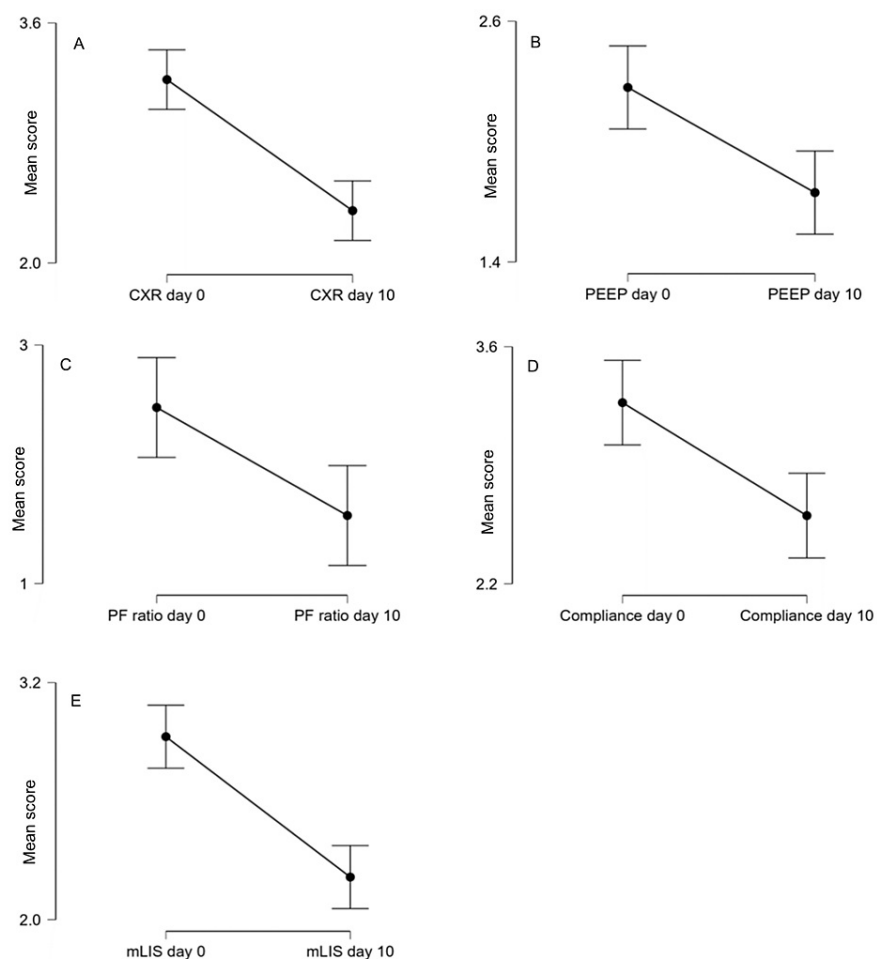 3.6
A
Mean score
2.0
CXR day 0
CXR day 10
2.6
B
Mean score
1.4
PEEP day 0
PEEP day 10
3
C
Mean score
1
PF ratio day 0
PF ratio day 10
3.6
D
Mean score
2.2
Compliance day 0
Compliance day 10
3.2
E
Mean score
2.0
mLIS day 0
mLIS day 10